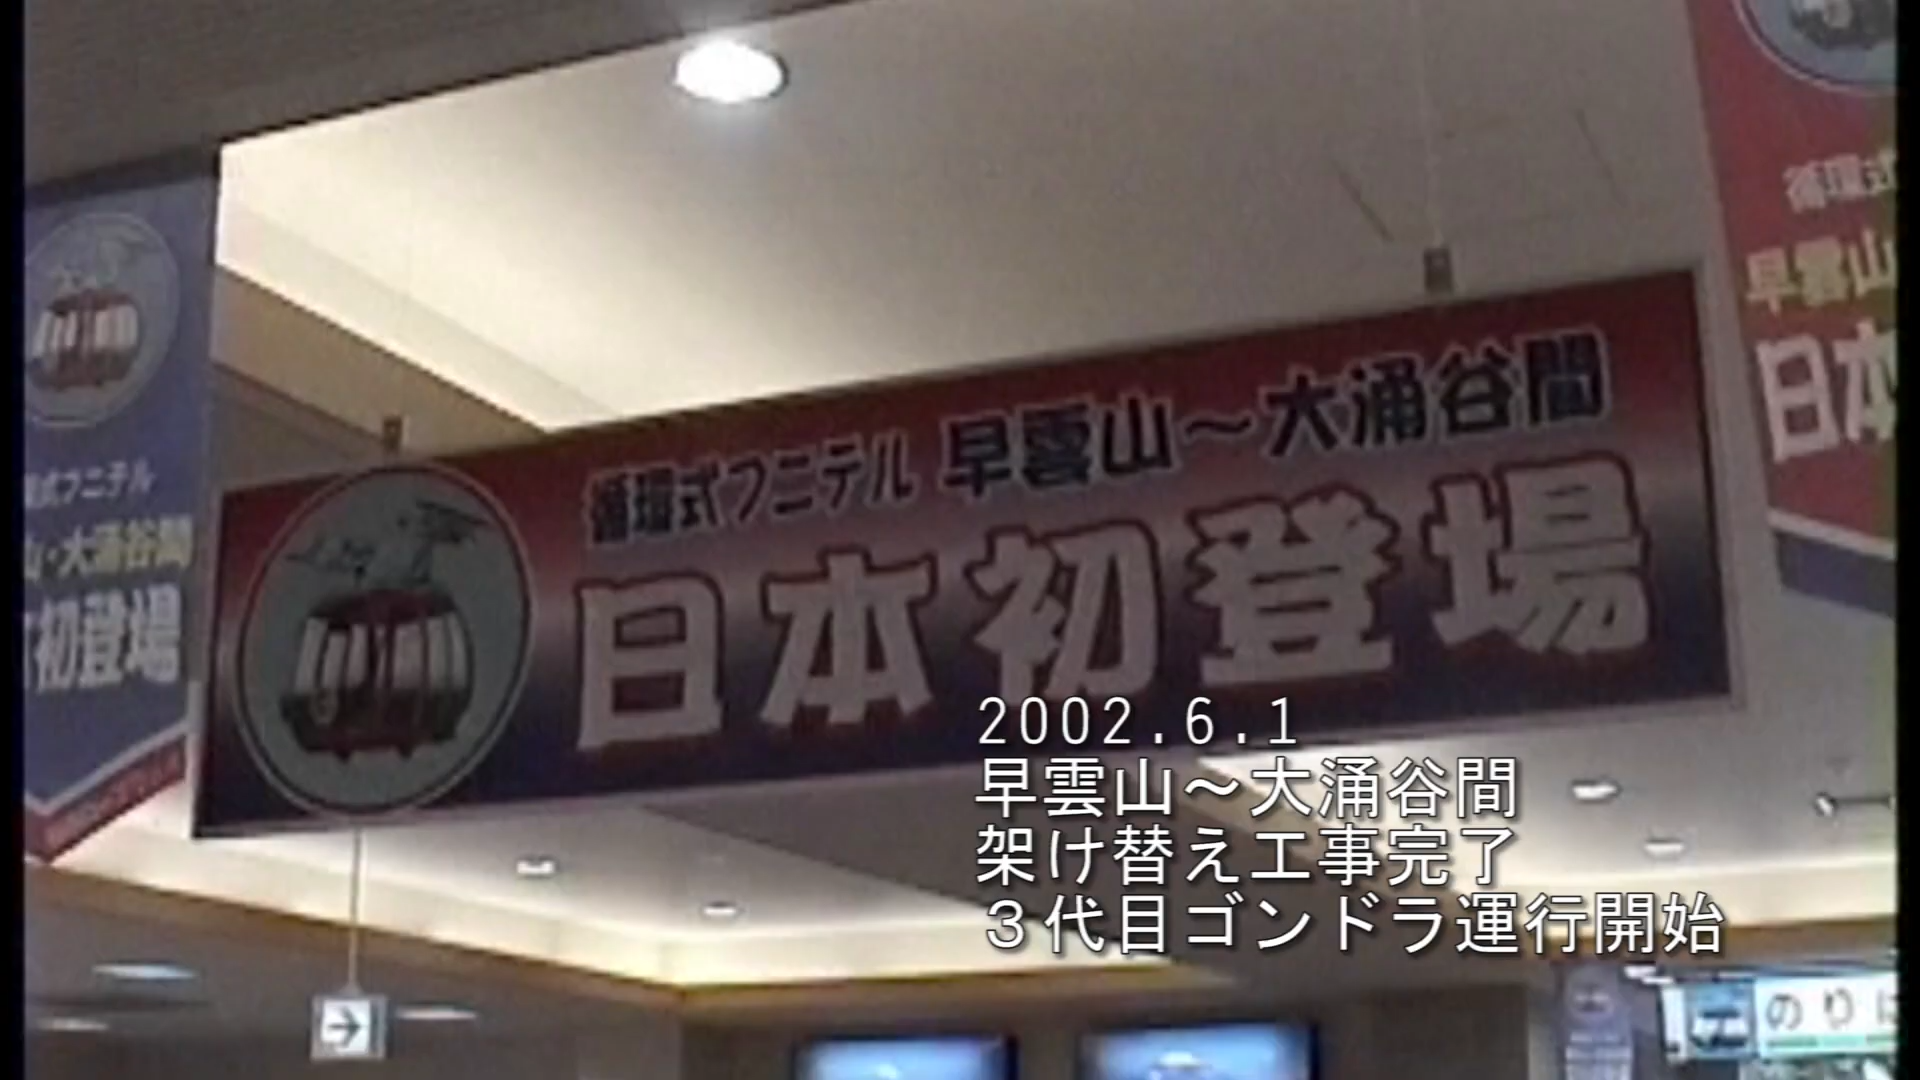 循環式フニテル 早雲山～大涌谷間
日本初登場
式フニテル
山・大涌谷間
初登場
循環式
早雲山
日本
2002.6.1
早雲山～大涌谷間
架け替え工事完了
３代目ゴンドラ運行開始
のり